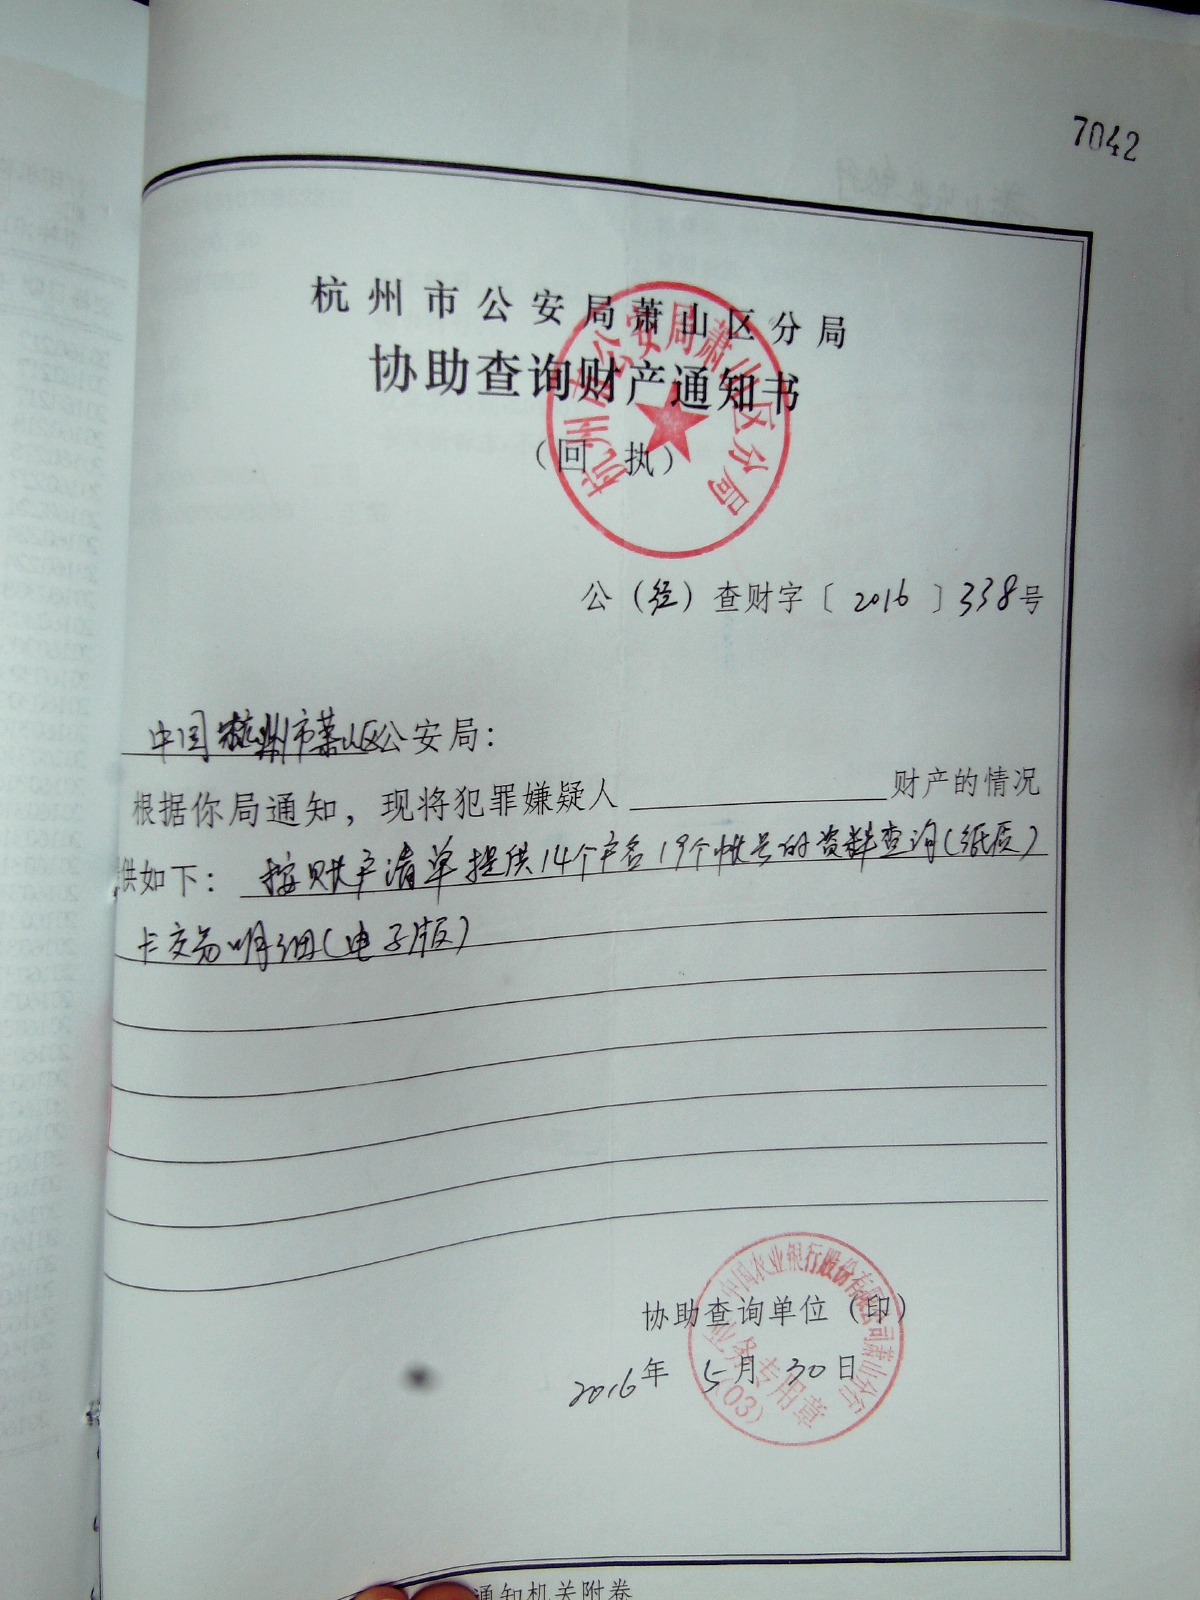 7042
杭州市公安局萧山区分局
协助查询财产通知书
（回 执）
杭州市公安局萧山区分局
公（经）查财字〔2016〕338号
中国 杭州市萧山区公安局：
根据你局通知，现将犯罪嫌疑人 财产的情况
供如下：按账户清单提供14个户名19个帐号的资料查询(纸质)
卡交易明细(电子版)
协助查询单位（印）
2016年 5月 30日
中国农业银行股份有限公司萧山分行
业务专用章
(03)
通知机关附卷